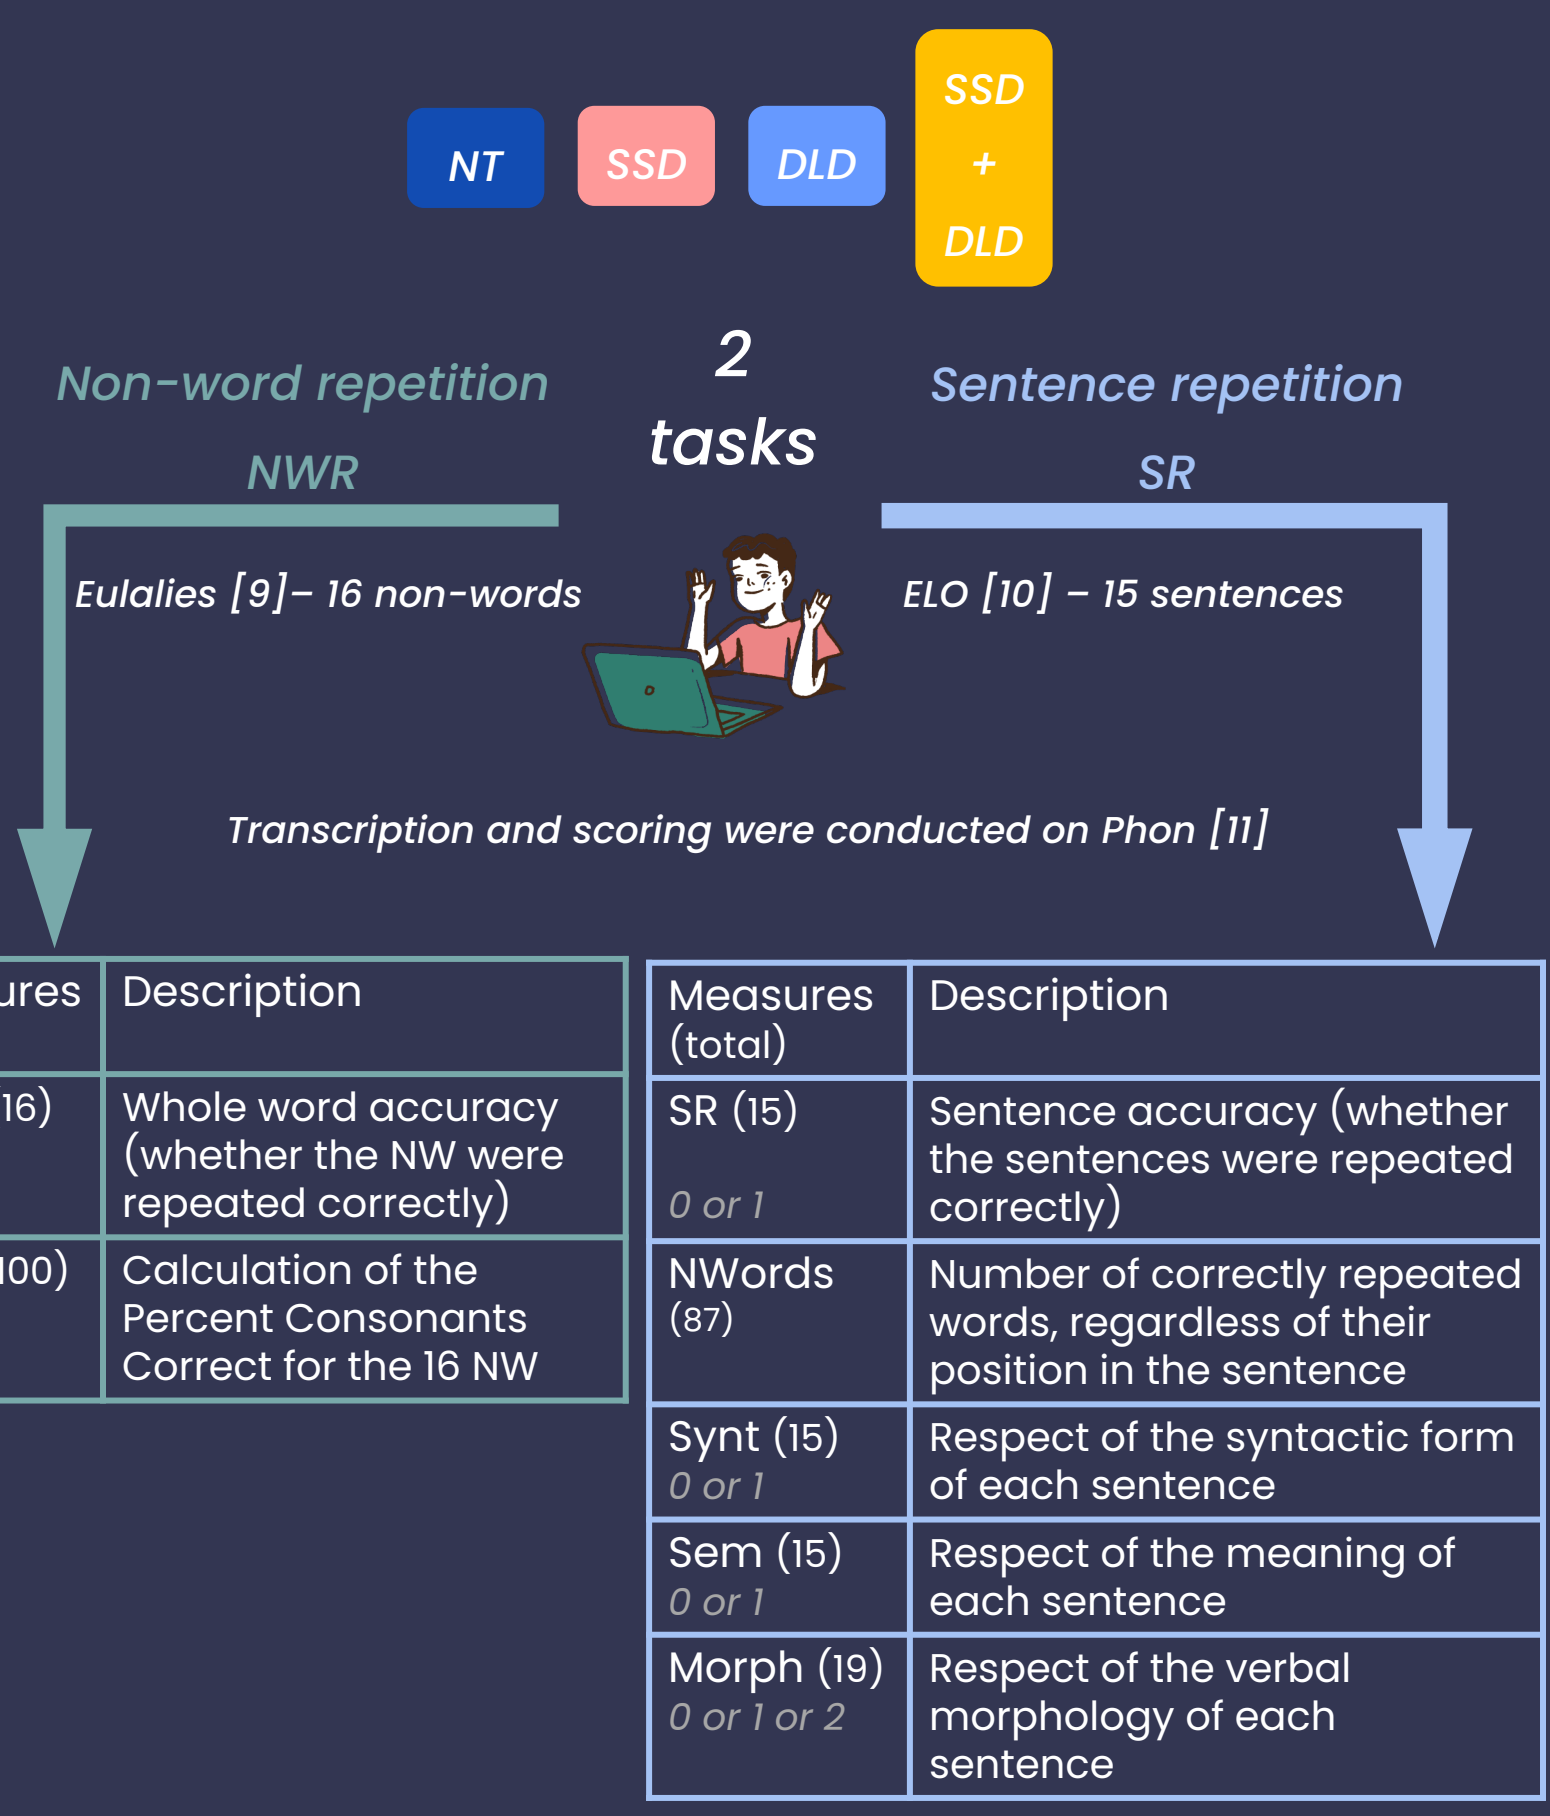 NT
SSD
DLD
SSD
+
DLD
2
tasks
Non-word repetition
NWR
Sentence repetition
SR
Eulalies [9]– 16 non-words
ELO [10] – 15 sentences
Transcription and scoring were conducted on Phon [11]
ures
Description
16)
Whole word accuracy
(whether the NW were
repeated correctly)
100)
Calculation of the
Percent Consonants
Correct for the 16 NW
Measures
(total)
Description
SR (15)
0 or 1
Sentence accuracy (whether
the sentences were repeated
correctly)
NWords
(87)
Number of correctly repeated
words, regardless of their
position in the sentence
Synt (15)
0 or 1
Respect of the syntactic form
of each sentence
Sem (15)
0 or 1
Respect of the meaning of
each sentence
Morph (19)
0 or 1 or 2
Respect of the verbal
morphology of each
sentence